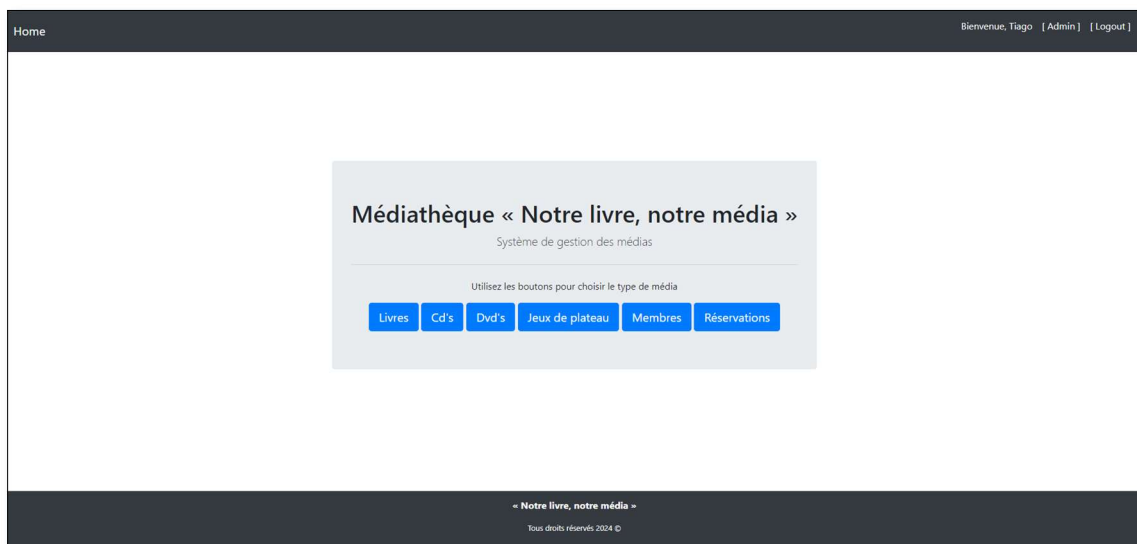 Home
Bienvenue, Tiago [ Admin ] [ Logout ]
Médiathèque « Notre livre, notre média »
Système de gestion des médias
Utilisez les boutons pour choisir le type de média
Livres Cd's Dvd's Jeux de plateau Membres Réservations
« Notre livre, notre média »
Tous droits réservés 2024 ©